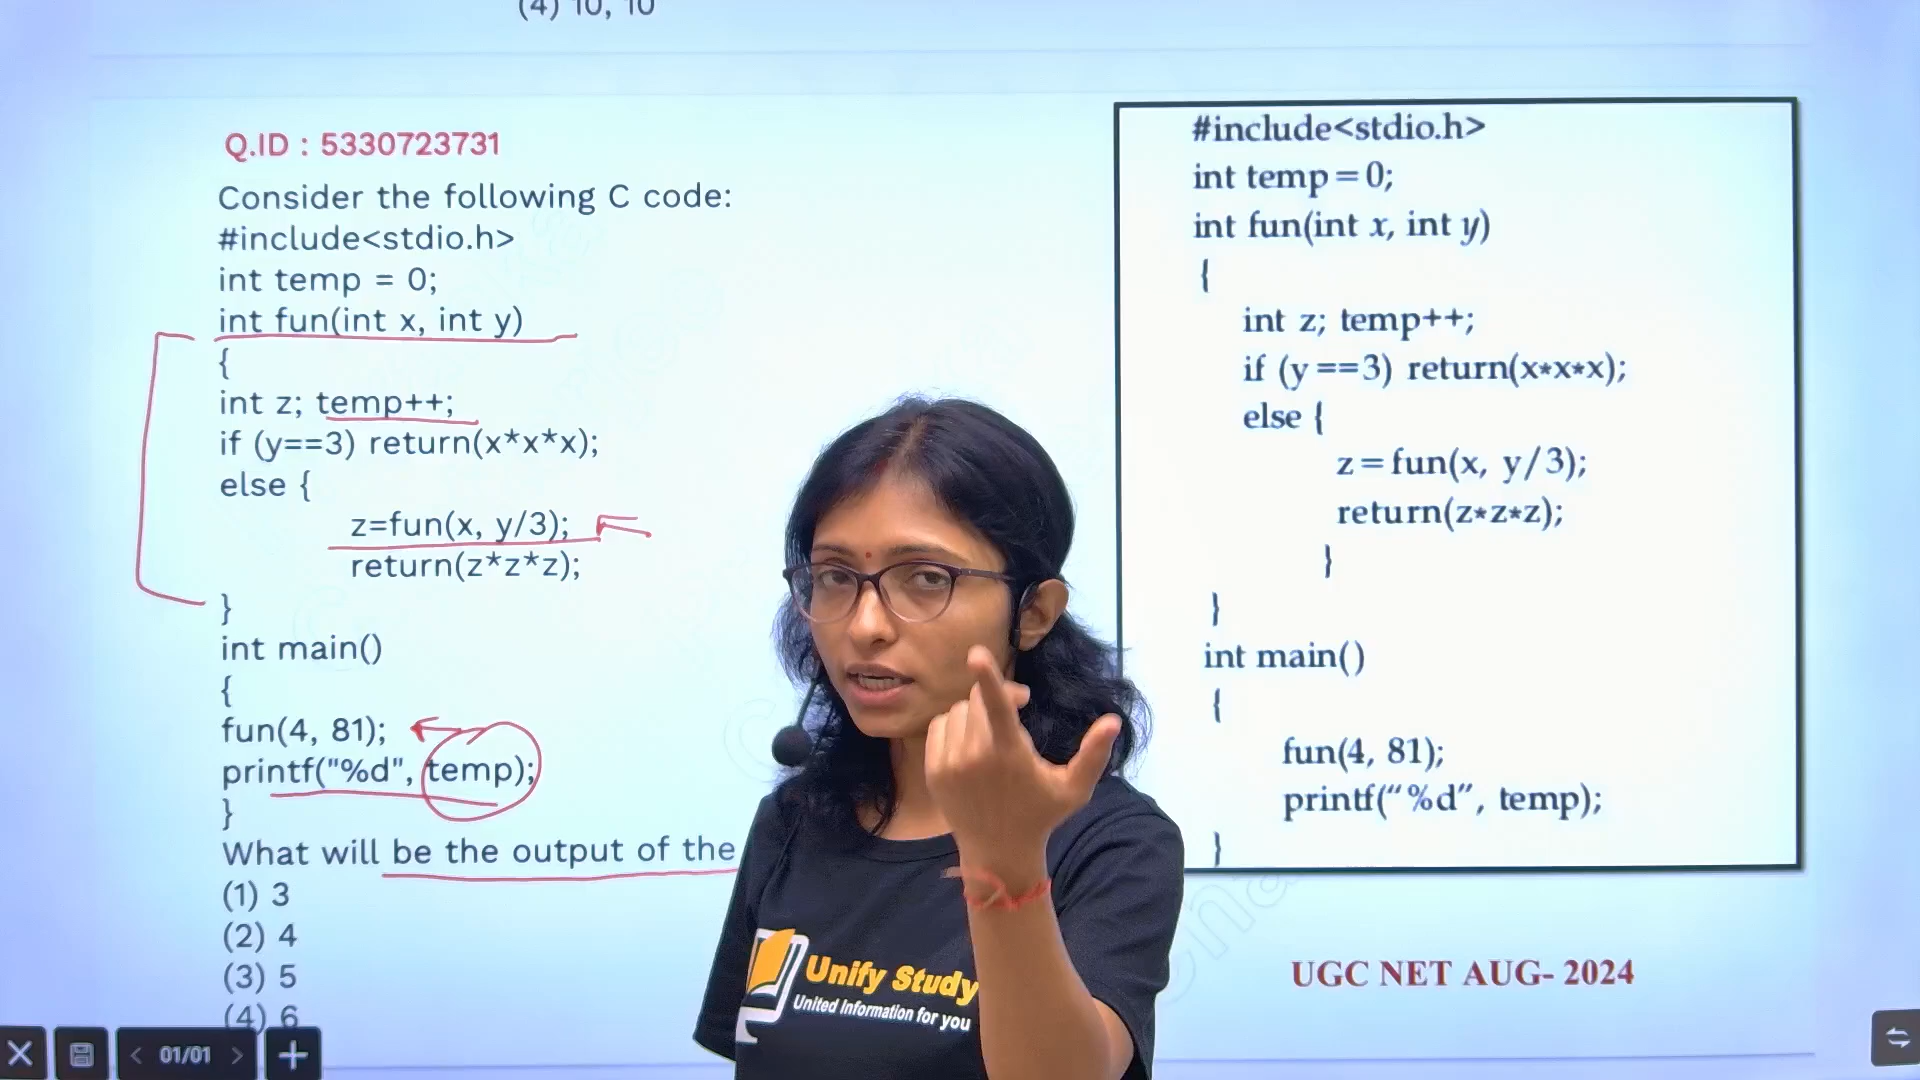 (4) 10, 10
Q.ID : 5330723731
Consider the following C code:
#include<stdio.h>
int temp = 0;
int fun(int x, int y)
{
int z; temp++;
if (y==3) return(x*x*x);
else {
z=fun(x, y/3);
return(z*z*z);
}
int main()
{
fun(4, 81);
printf("%d", temp);
}
What will be the output of the
(1) 3
(2) 4
(3) 5
(4) 6
#include<stdio.h>
int temp=0;
int fun(int x, int y)
{
int z; temp++;
if (y==3) return(x*x*x);
else {
z=fun(x, y/3);
return(z*z*z);
}
}
int main()
{
fun(4, 81);
printf("%d", temp);
}
UGC NET AUG- 2024
Unify Study
United Information for you
01/01